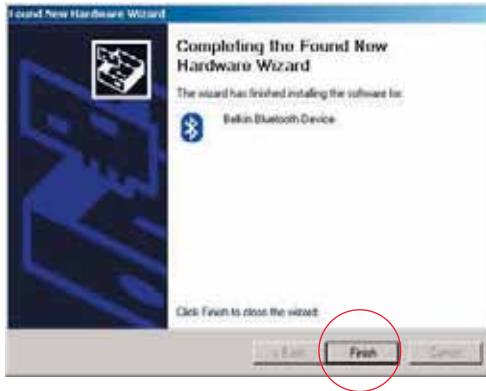 Found New Hardware Wizard
Completing the Found New
Hardware Wizard
The wizard has finished installing the software for:
Belkin Bluetooth Device
Click Finish to close the wizard.
< Back Finish Cancel